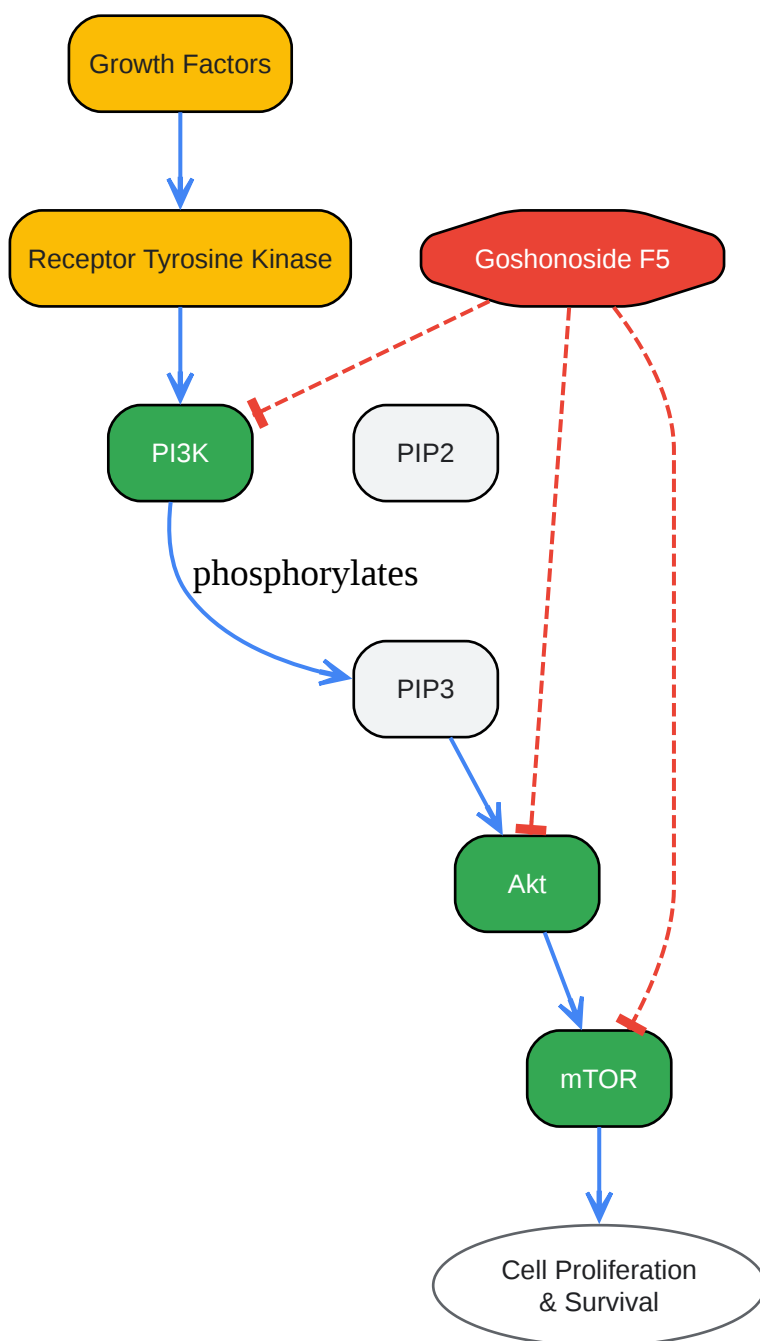 Growth Factors
Receptor Tyrosine Kinase
Goshonoside F5
PI3K
PIP2
phosphorylates
PIP3
Akt
mTOR
Cell Proliferation
& Survival